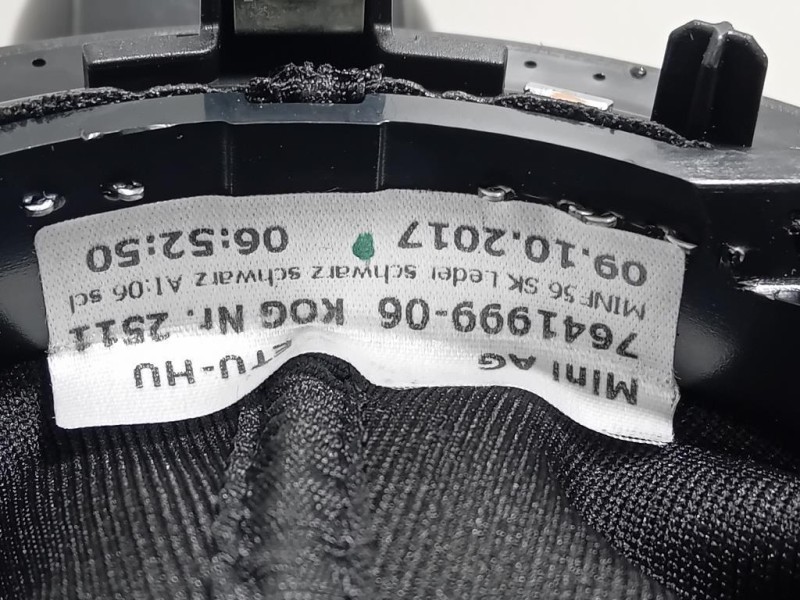 Mini AG ETU-HU
7641999-06 KOG Nr. 2511
MINF56 SK Leder schwarz schwarz AI:06 scl
09.10.2017 06:52:50